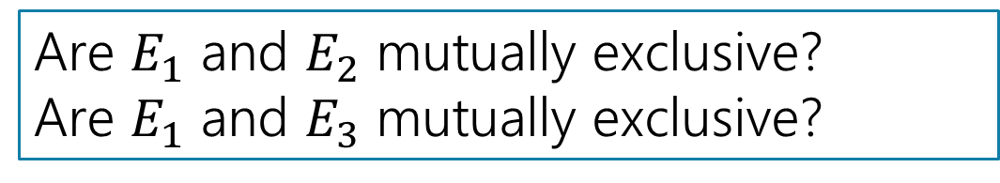 Are E₁ and E₂ mutually exclusive?
Are E₁ and E₃ mutually exclusive?